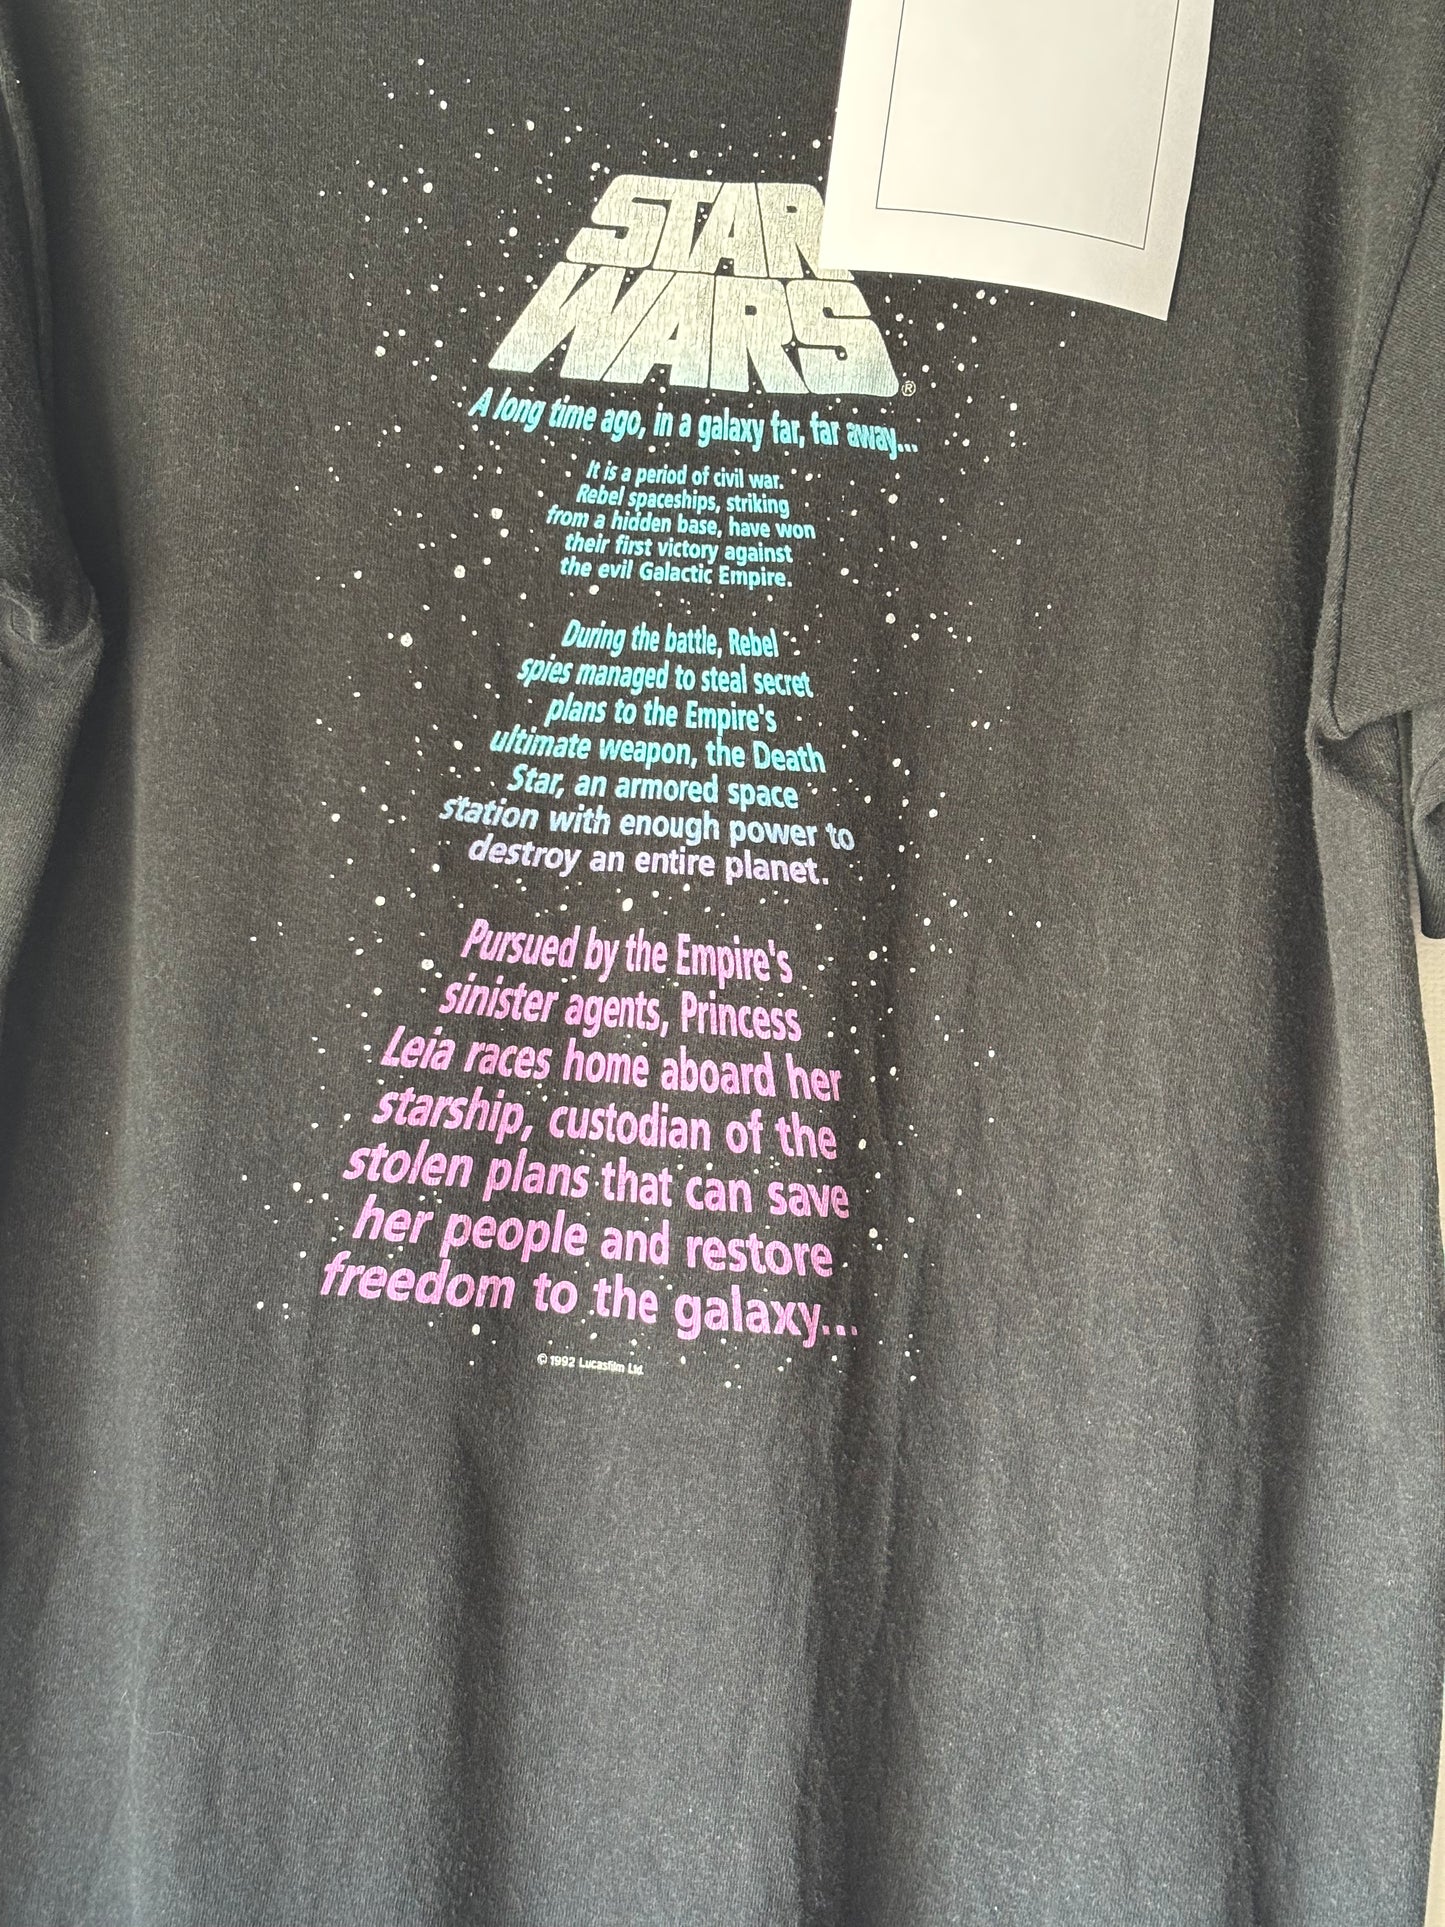 STAR
WARS®
A long time ago, in a galaxy far, far away...
It is a period of civil war.
Rebel spaceships, striking
from a hidden base, have won
their first victory against
the evil Galactic Empire.
During the battle, Rebel
spies managed to steal secret
plans to the Empire's
ultimate weapon, the Death
Star, an armored space
station with enough power to
destroy an entire planet.
Pursued by the Empire's
sinister agents, Princess
Leia races home aboard her
starship, custodian of the
stolen plans that can save
her people and restore
freedom to the galaxy...
© 1992 Lucasfilm Ltd.